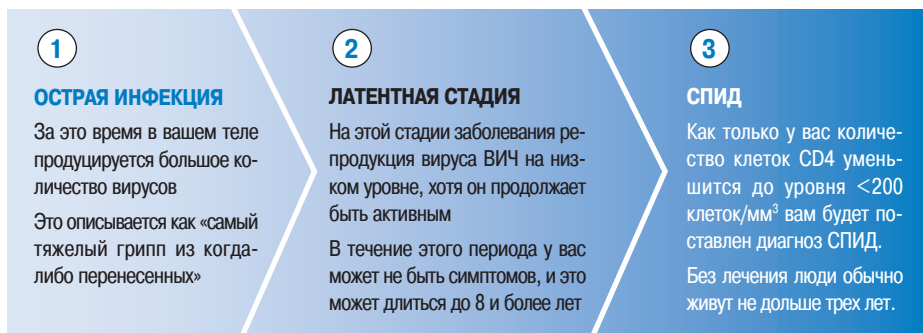 1
ОСТРАЯ ИНФЕКЦИЯ
За это время в вашем теле
продуцируется большое ко-
личество вирусов
Это описывается как «самый
тяжелый грипп из когда-
либо перенесенных»
2
ЛАТЕНТНАЯ СТАДИЯ
На этой стадии заболевания ре-
продукция вируса ВИЧ на низ-
ком уровне, хотя он продолжает
быть активным
В течение этого периода у вас
может не быть симптомов, и это
может длиться до 8 и более лет
3
СПИД
Как только у вас количе-
ство клеток CD4 умень-
шится до уровня <200
клеток/мм³ вам будет по-
ставлен диагноз СПИД.
Без лечения люди обычно
живут не дольше трех лет.